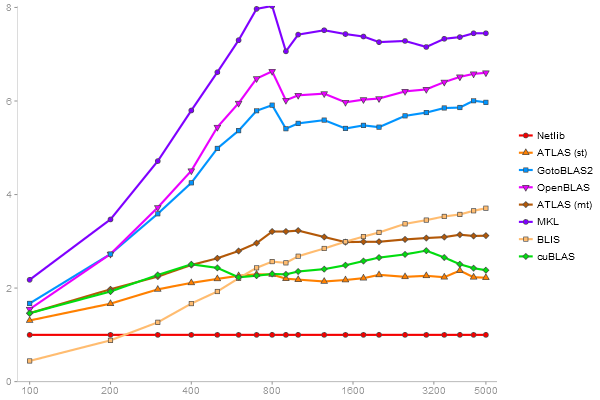 8
6
4
2
0
100
200
400
800
1600
3200
5000
Netlib
ATLAS (st)
GotoBLAS2
OpenBLAS
ATLAS (mt)
MKL
BLIS
cuBLAS